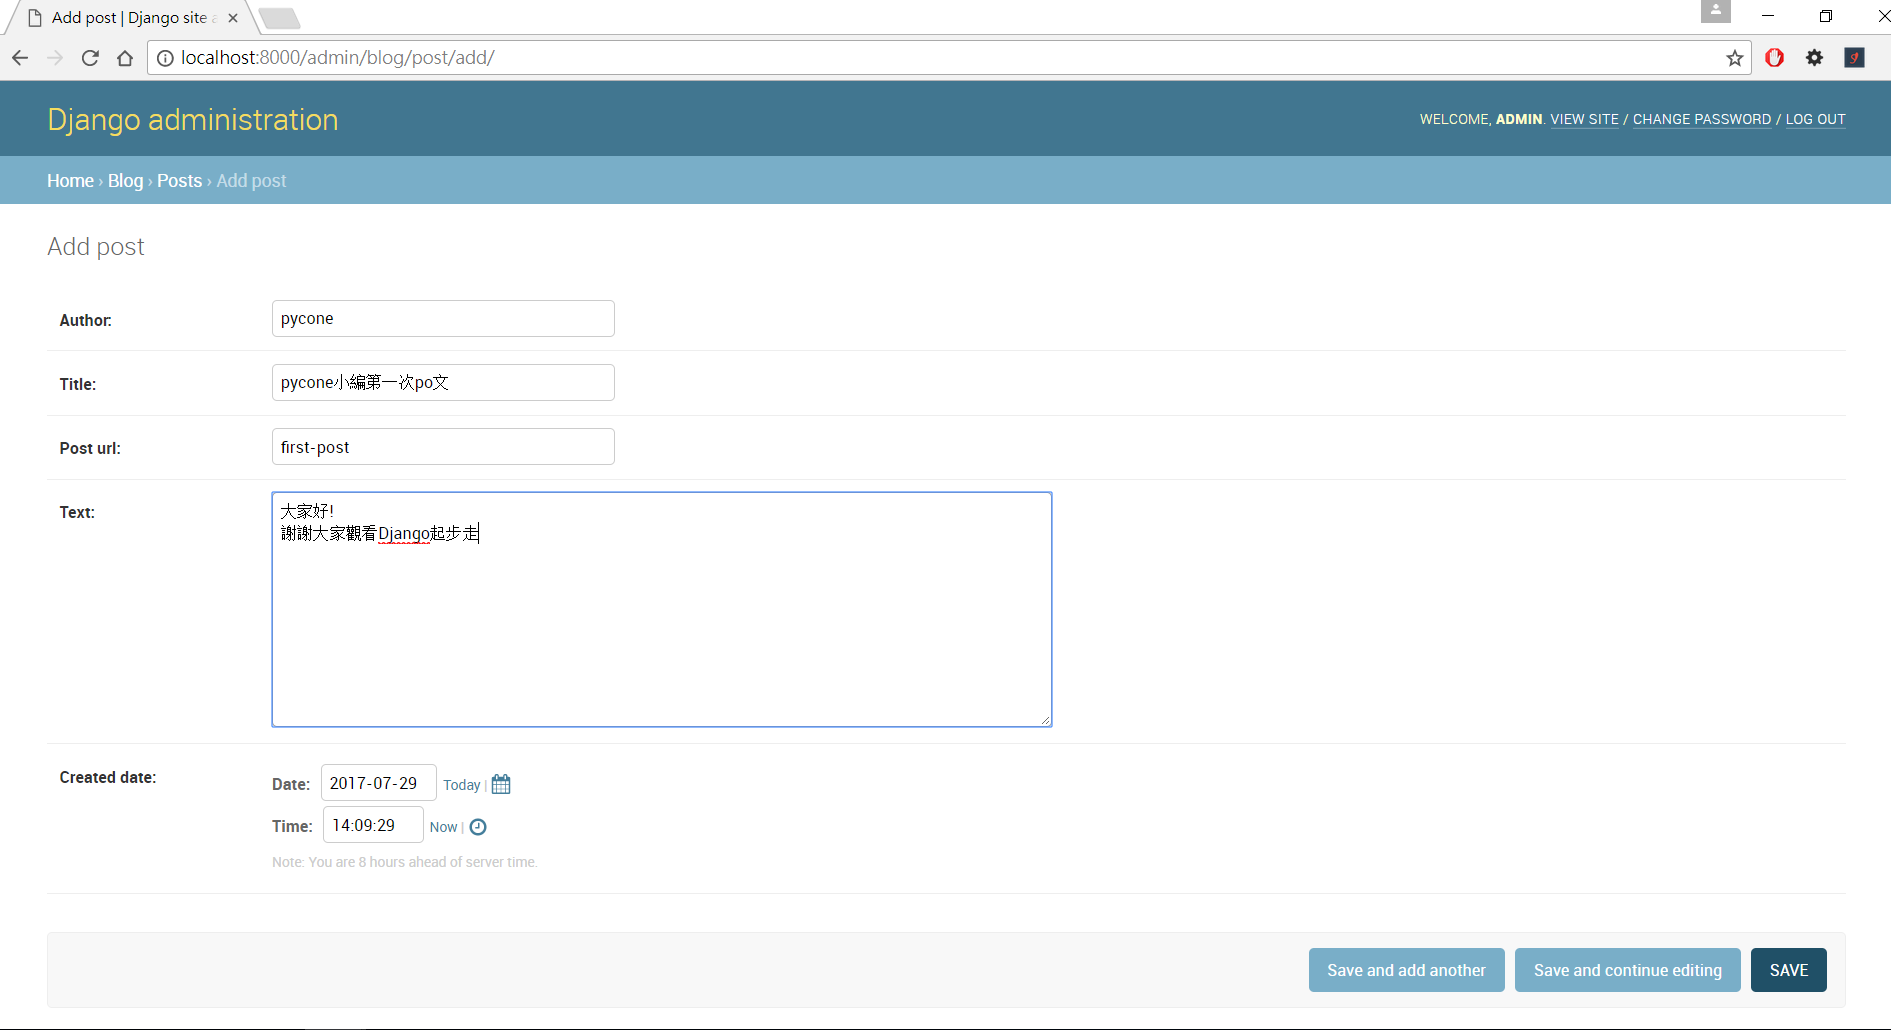 Add post | Django site
localhost:8000/admin/blog/post/add/
Django administration
WELCOME, ADMIN. VIEW SITE / CHANGE PASSWORD / LOG OUT
Home › Blog › Posts › Add post
Add post
Author: pycone
Title: pycone小編第一次po文
Post url: first-post
Text: 大家好!
謝謝大家觀看Django起步走
Created date:
Date: 2017-07-29 Today |
Time: 14:09:29 Now |
Note: You are 8 hours ahead of server time.
Save and add another Save and continue editing SAVE